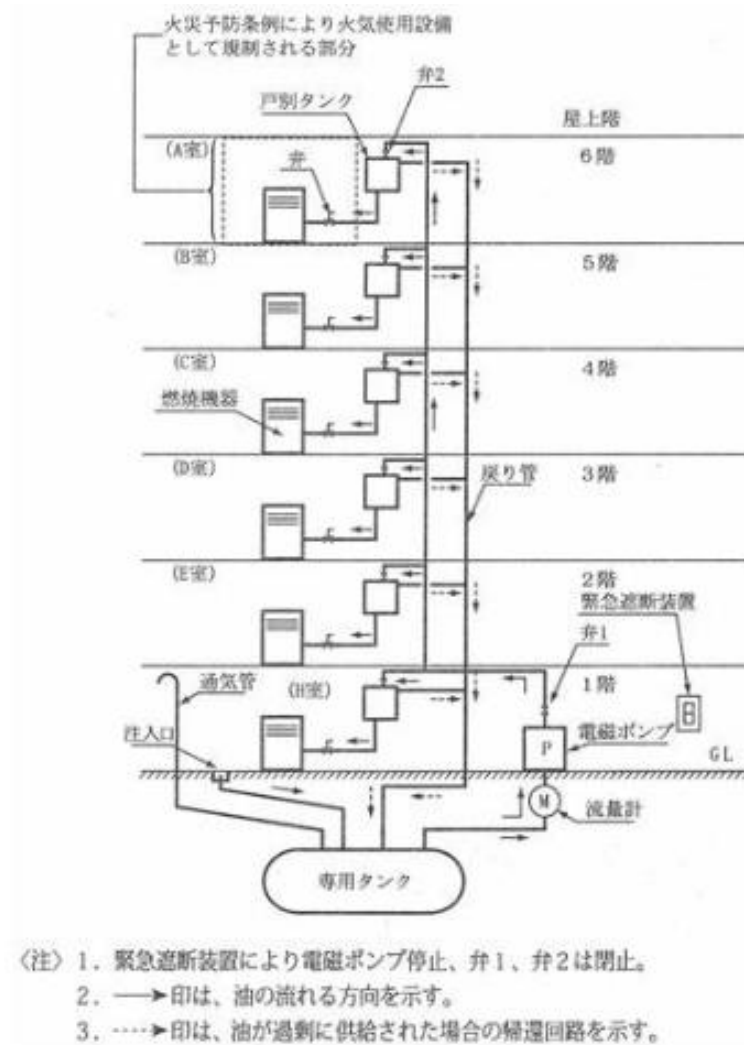 火災予防条例により火気使用設備
として規制される部分
弁2
戸別タンク
屋上階
(A室)
弁
6階
(B室)
5階
(C室)
4階
燃焼機器
(D室)
戻り管
3階
(E室)
2階
緊急遮断装置
弁1
通気管
(H室)
1階
注入口
P
電磁ポンプ
GL
M
流量計
専用タンク
〈注〉1．緊急遮断装置により電磁ポンプ停止、弁1、弁2は閉止。
2．──▶印は、油の流れる方向を示す。
3．----▶印は、油が過剰に供給された場合の帰還回路を示す。